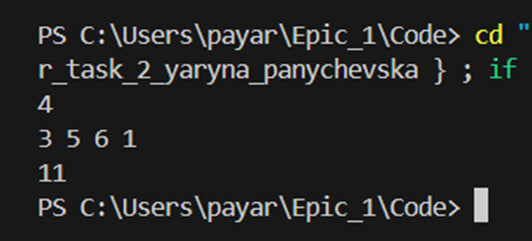 PS C:\Users\payar\Epic_1\Code> cd "
r_task_2_yaryna_panychevska } ; if
4
3 5 6 1
11
PS C:\Users\payar\Epic_1\Code>